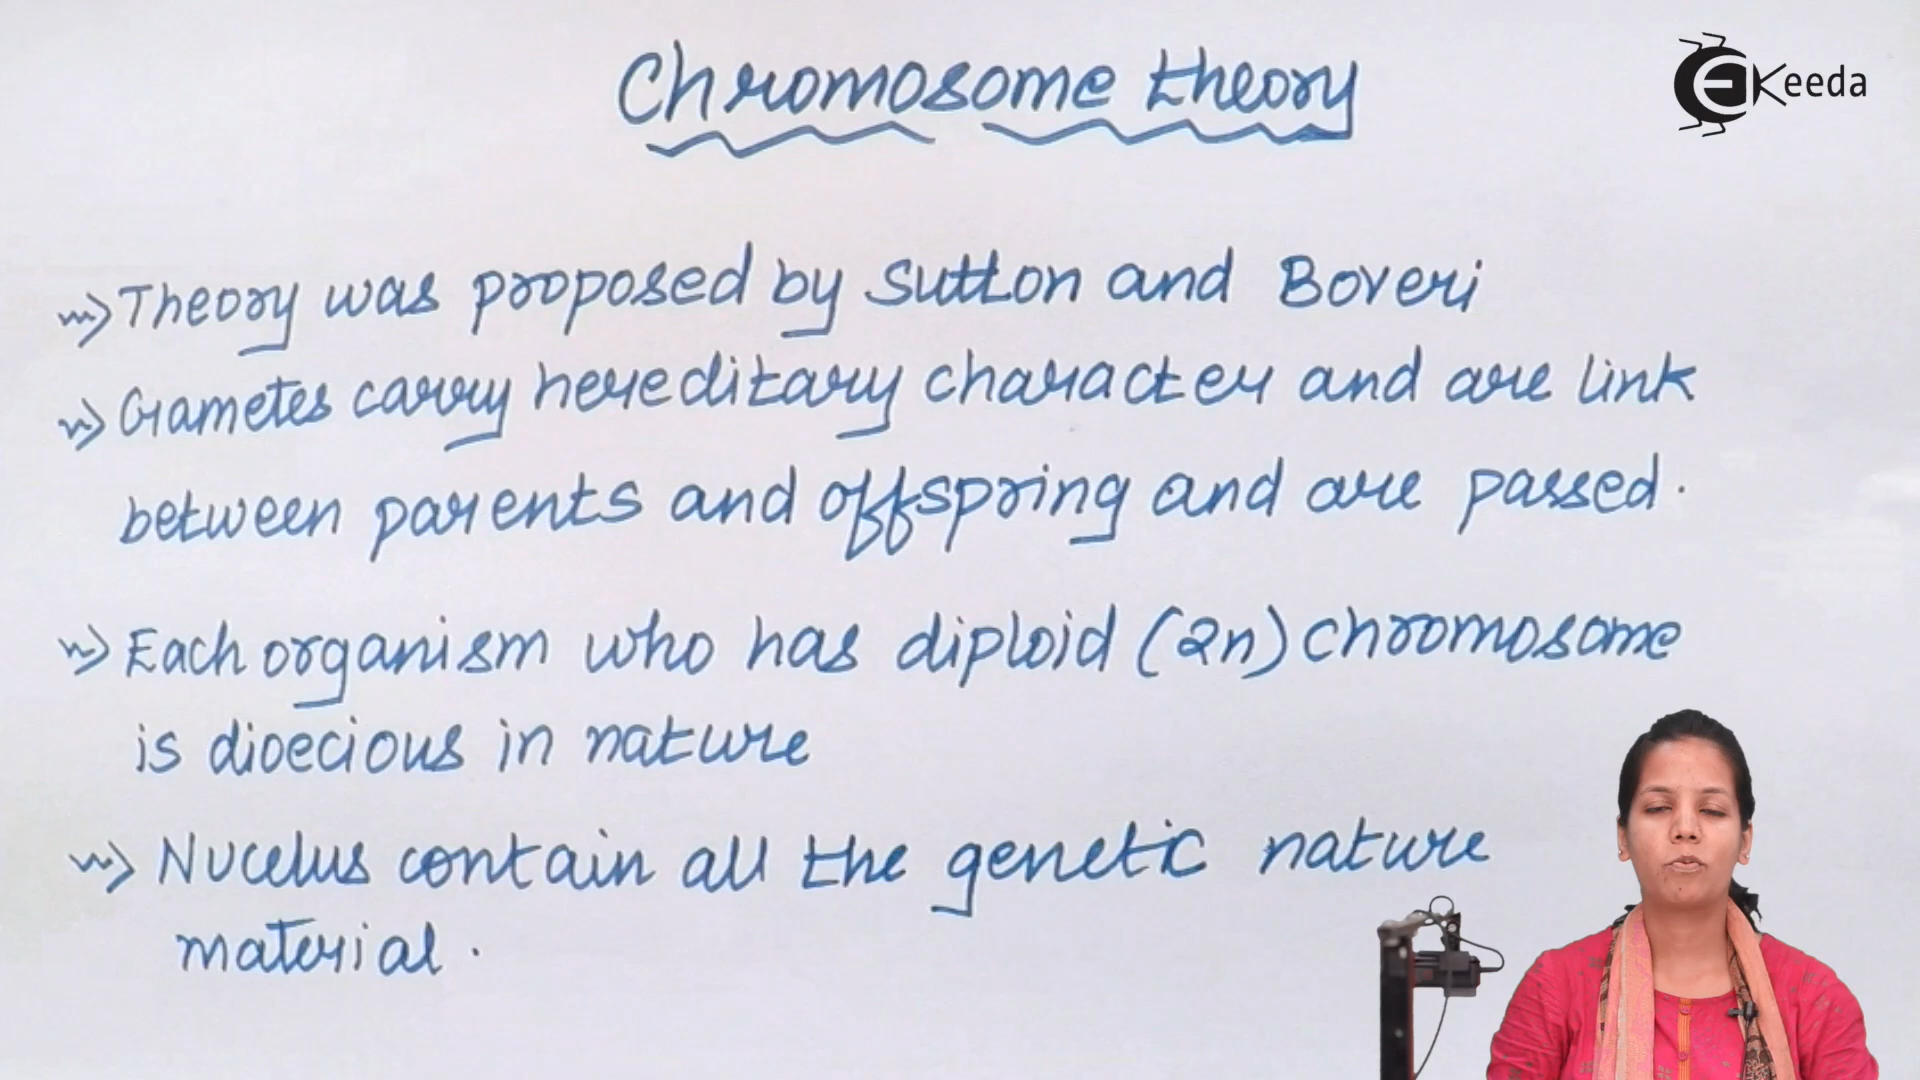 Chromosome theory
EKeeda
Theory was proposed by Sutton and Boveri
Gametes carry hereditary character and are link
between parents and offspring and are passed.
Each organism who has diploid (2n) chromosome
is dioecious in nature
Nucelus contain all the genetic nature
material.